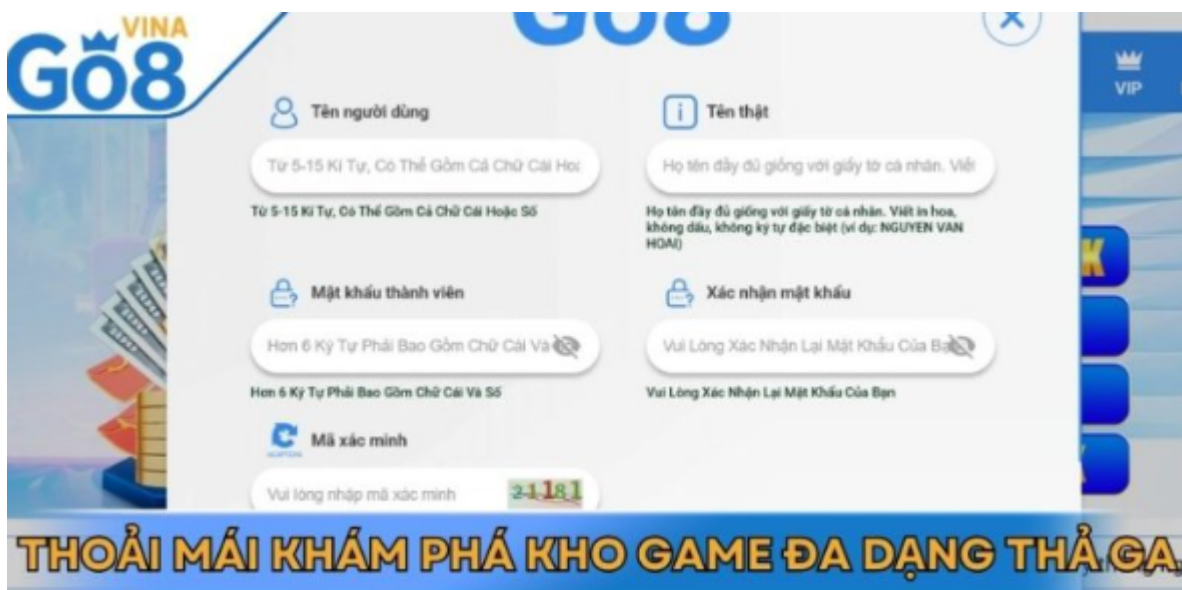 VINA
Gõ8
Gõ8
VIP
Tên người dùng
Tên thật
Từ 5-15 Kí Tự, Có Thể Gồm Cả Chữ Cái Hoặ
Họ tên đầy đủ giống với giấy tờ cá nhân. Viết
Từ 5-15 Kí Tự, Có Thể Gồm Cả Chữ Cái Hoặc Số
Họ tên đầy đủ giống với giấy tờ cá nhân. Viết in hoa,
không dấu, không ký tự đặc biệt (ví dụ: NGUYEN VAN
HOAI)
Mật khẩu thành viên
Xác nhận mật khẩu
Hơn 6 Ký Tự Phải Bao Gồm Chữ Cái Và
Vui Lòng Xác Nhận Lại Mật Khẩu Của Bạ
Hơn 6 Ký Tự Phải Bao Gồm Chữ Cái Và Số
Vui Lòng Xác Nhận Lại Mật Khẩu Của Bạn
Mã xác minh
Vui lòng nhập mã xác minh
21181
THOẢI MÁI KHÁM PHÁ KHO GAME ĐA DẠNG THẢ GA